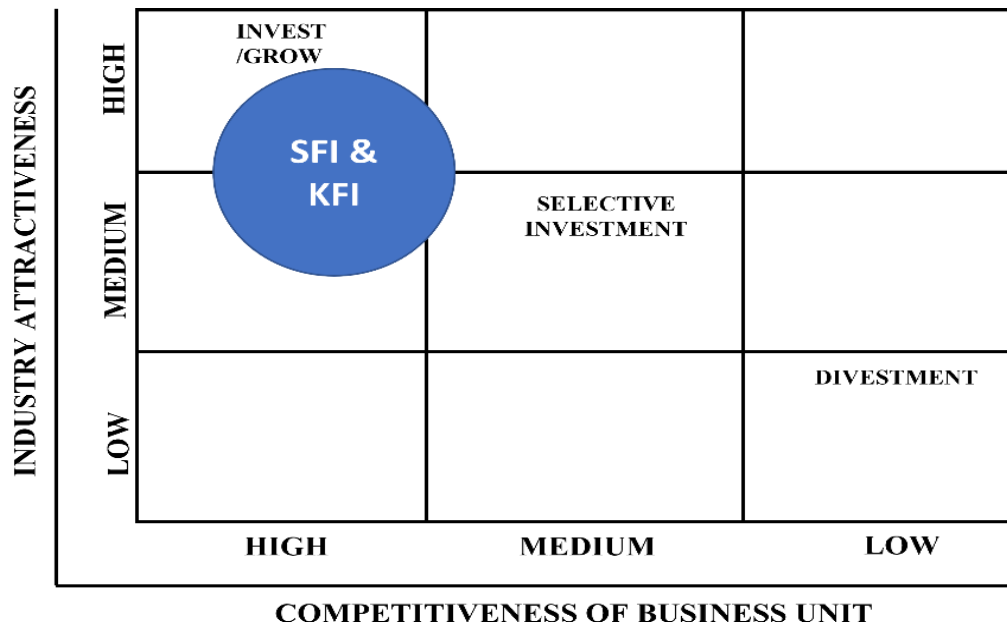 INDUSTRY ATTRACTIVENESS
HIGH
MEDIUM
LOW
INVEST
/GROW
SFI &
KFI
SELECTIVE
INVESTMENT
DIVESTMENT
HIGH
MEDIUM
LOW
COMPETITIVENESS OF BUSINESS UNIT